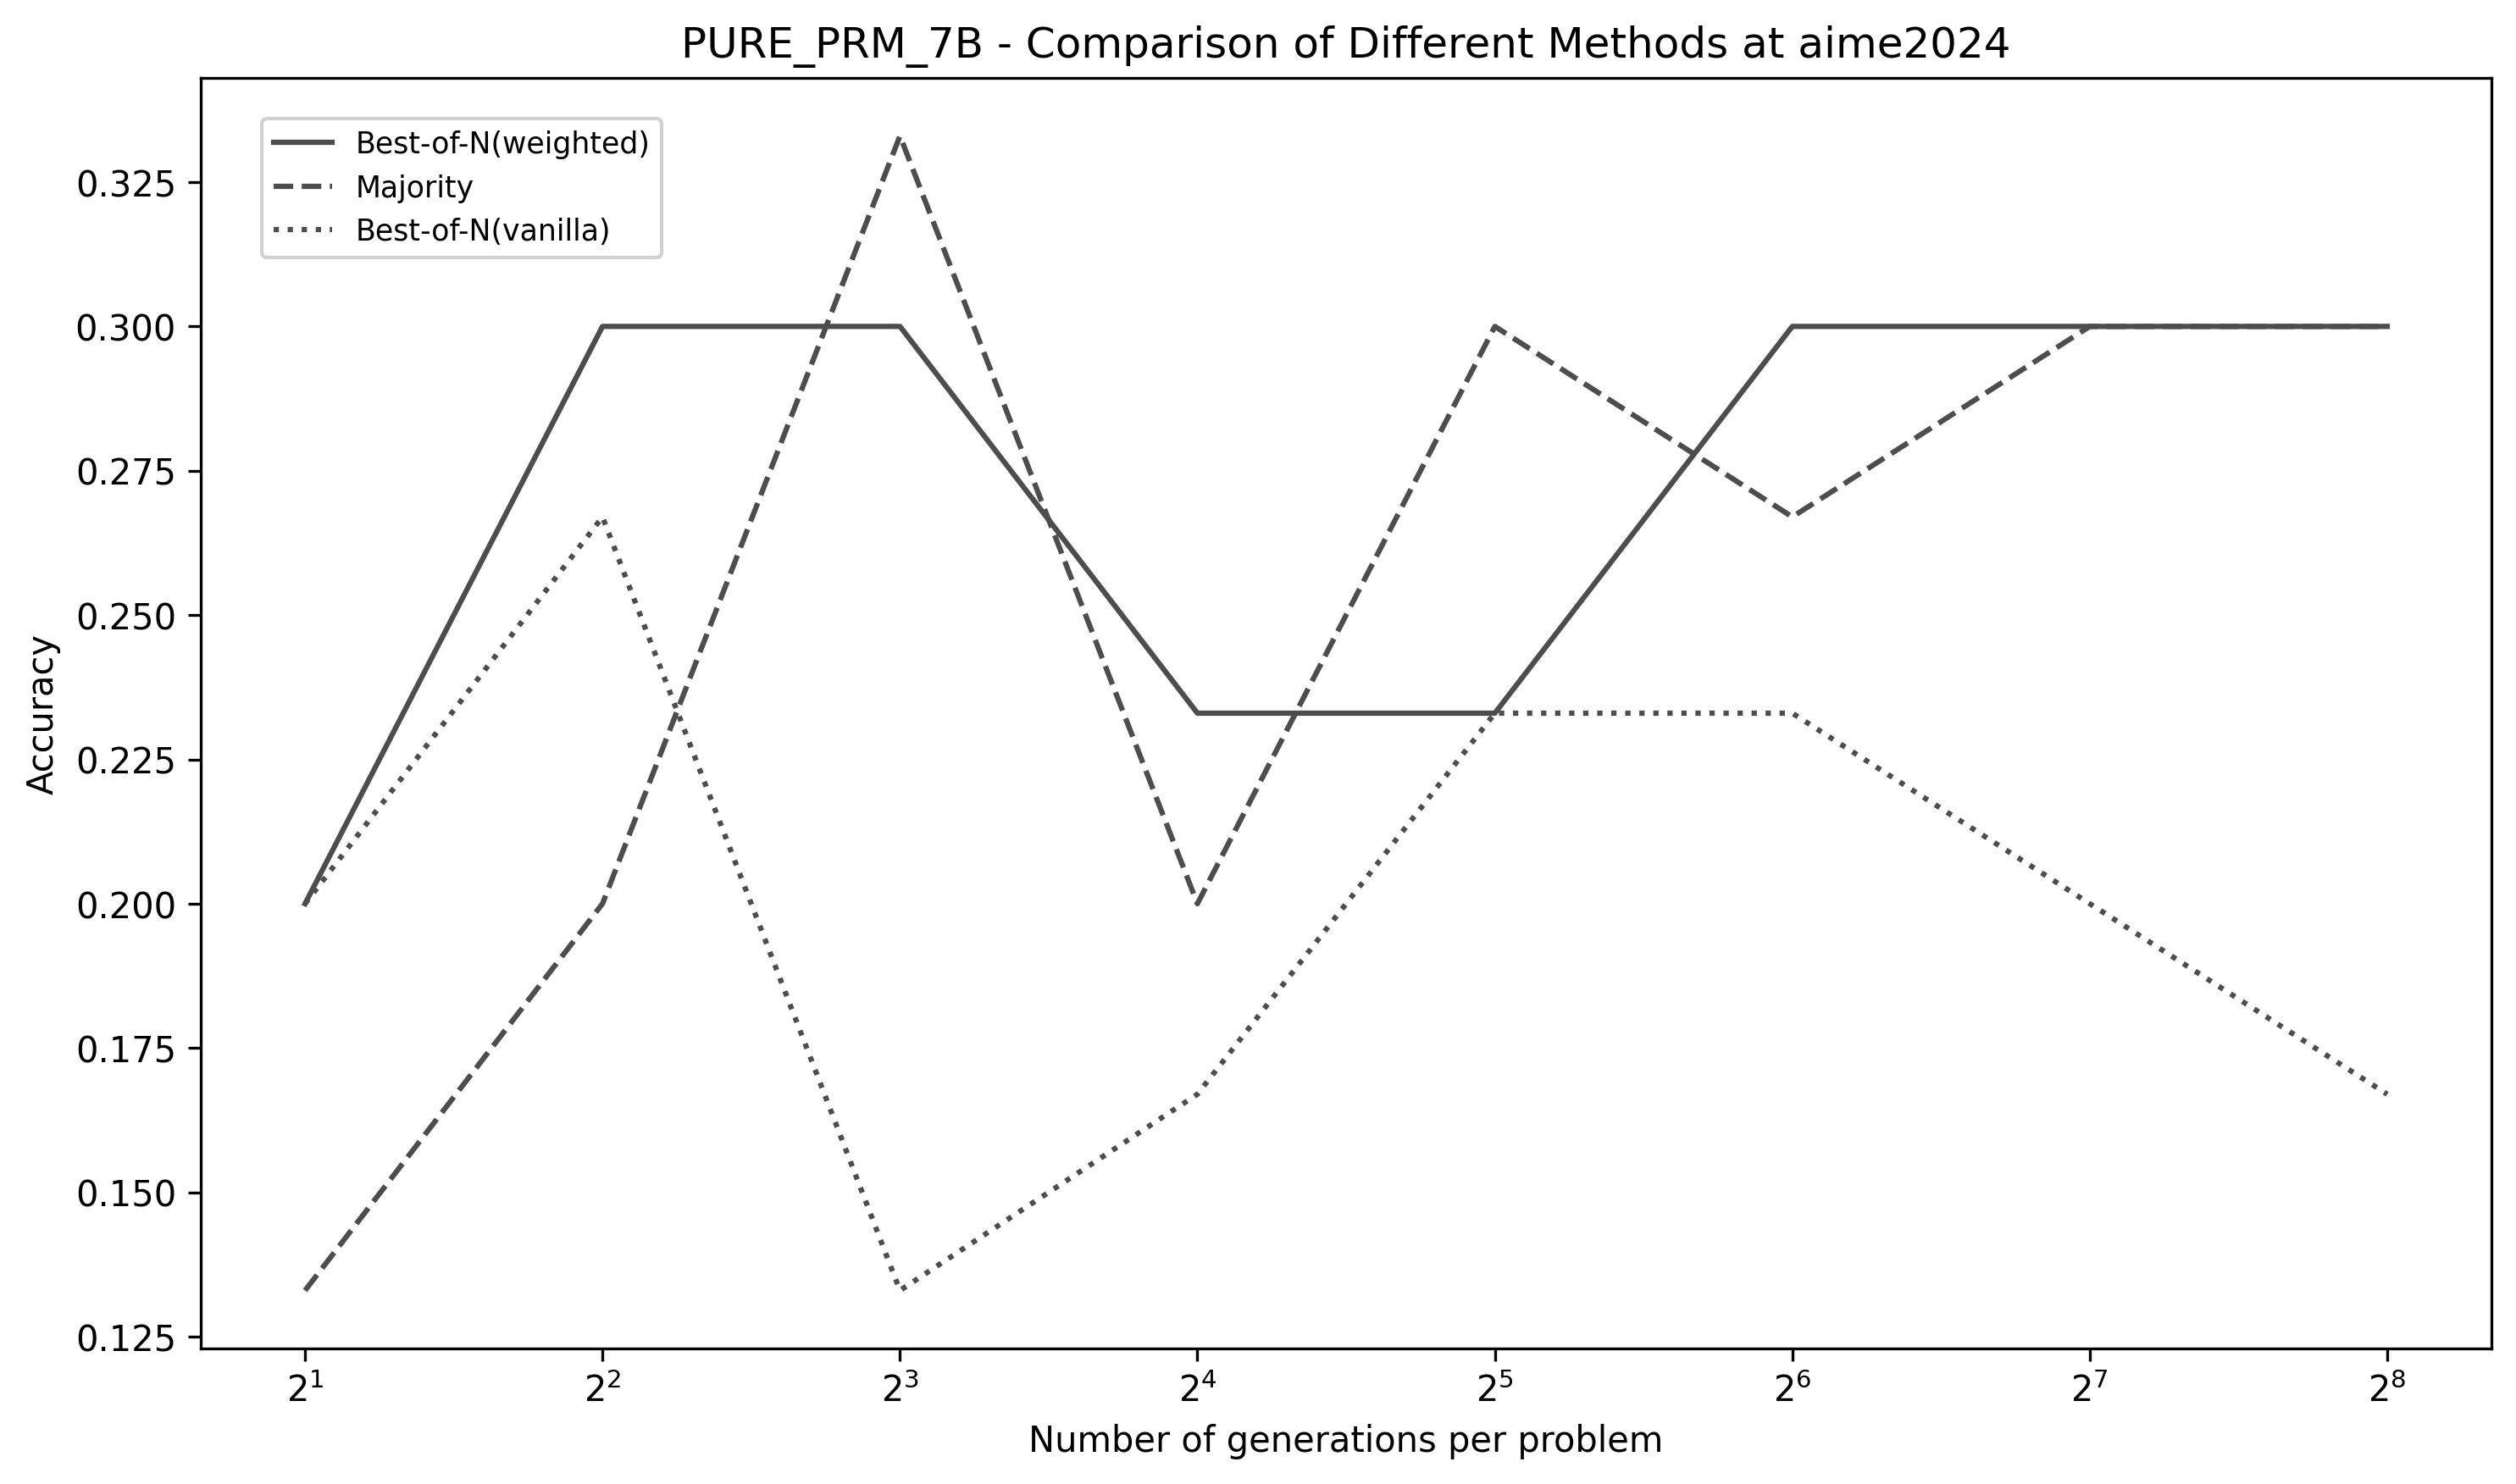 PURE_PRM_7B - Comparison of Different Methods at aime2024
Best-of-N(weighted)
Majority
Best-of-N(vanilla)
Accuracy
0.325
0.300
0.275
0.250
0.225
0.200
0.175
0.150
0.125
2¹ 2² 2³ 2⁴ 2⁵ 2⁶ 2⁷ 2⁸
Number of generations per problem